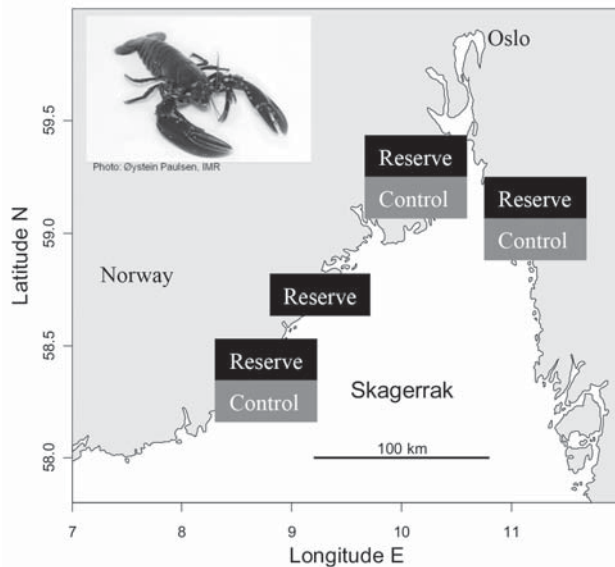 Oslo
Photo: Øystein Paulsen, IMR
59.5
Reserve
Control
Reserve
Control
59.0
Latitude N
Norway
Reserve
58.5
Reserve
Control
Skagerrak
100 km
58.0
7 8 9 10 11
Longitude E